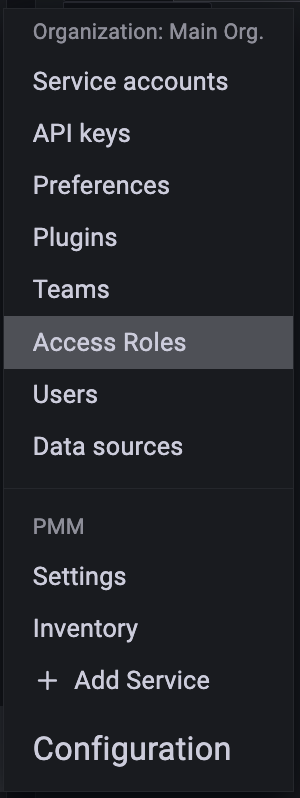 Organization: Main Org.
Service accounts
API keys
Preferences
Plugins
Teams
Access Roles
Users
Data sources
PMM
Settings
Inventory
+ Add Service
Configuration